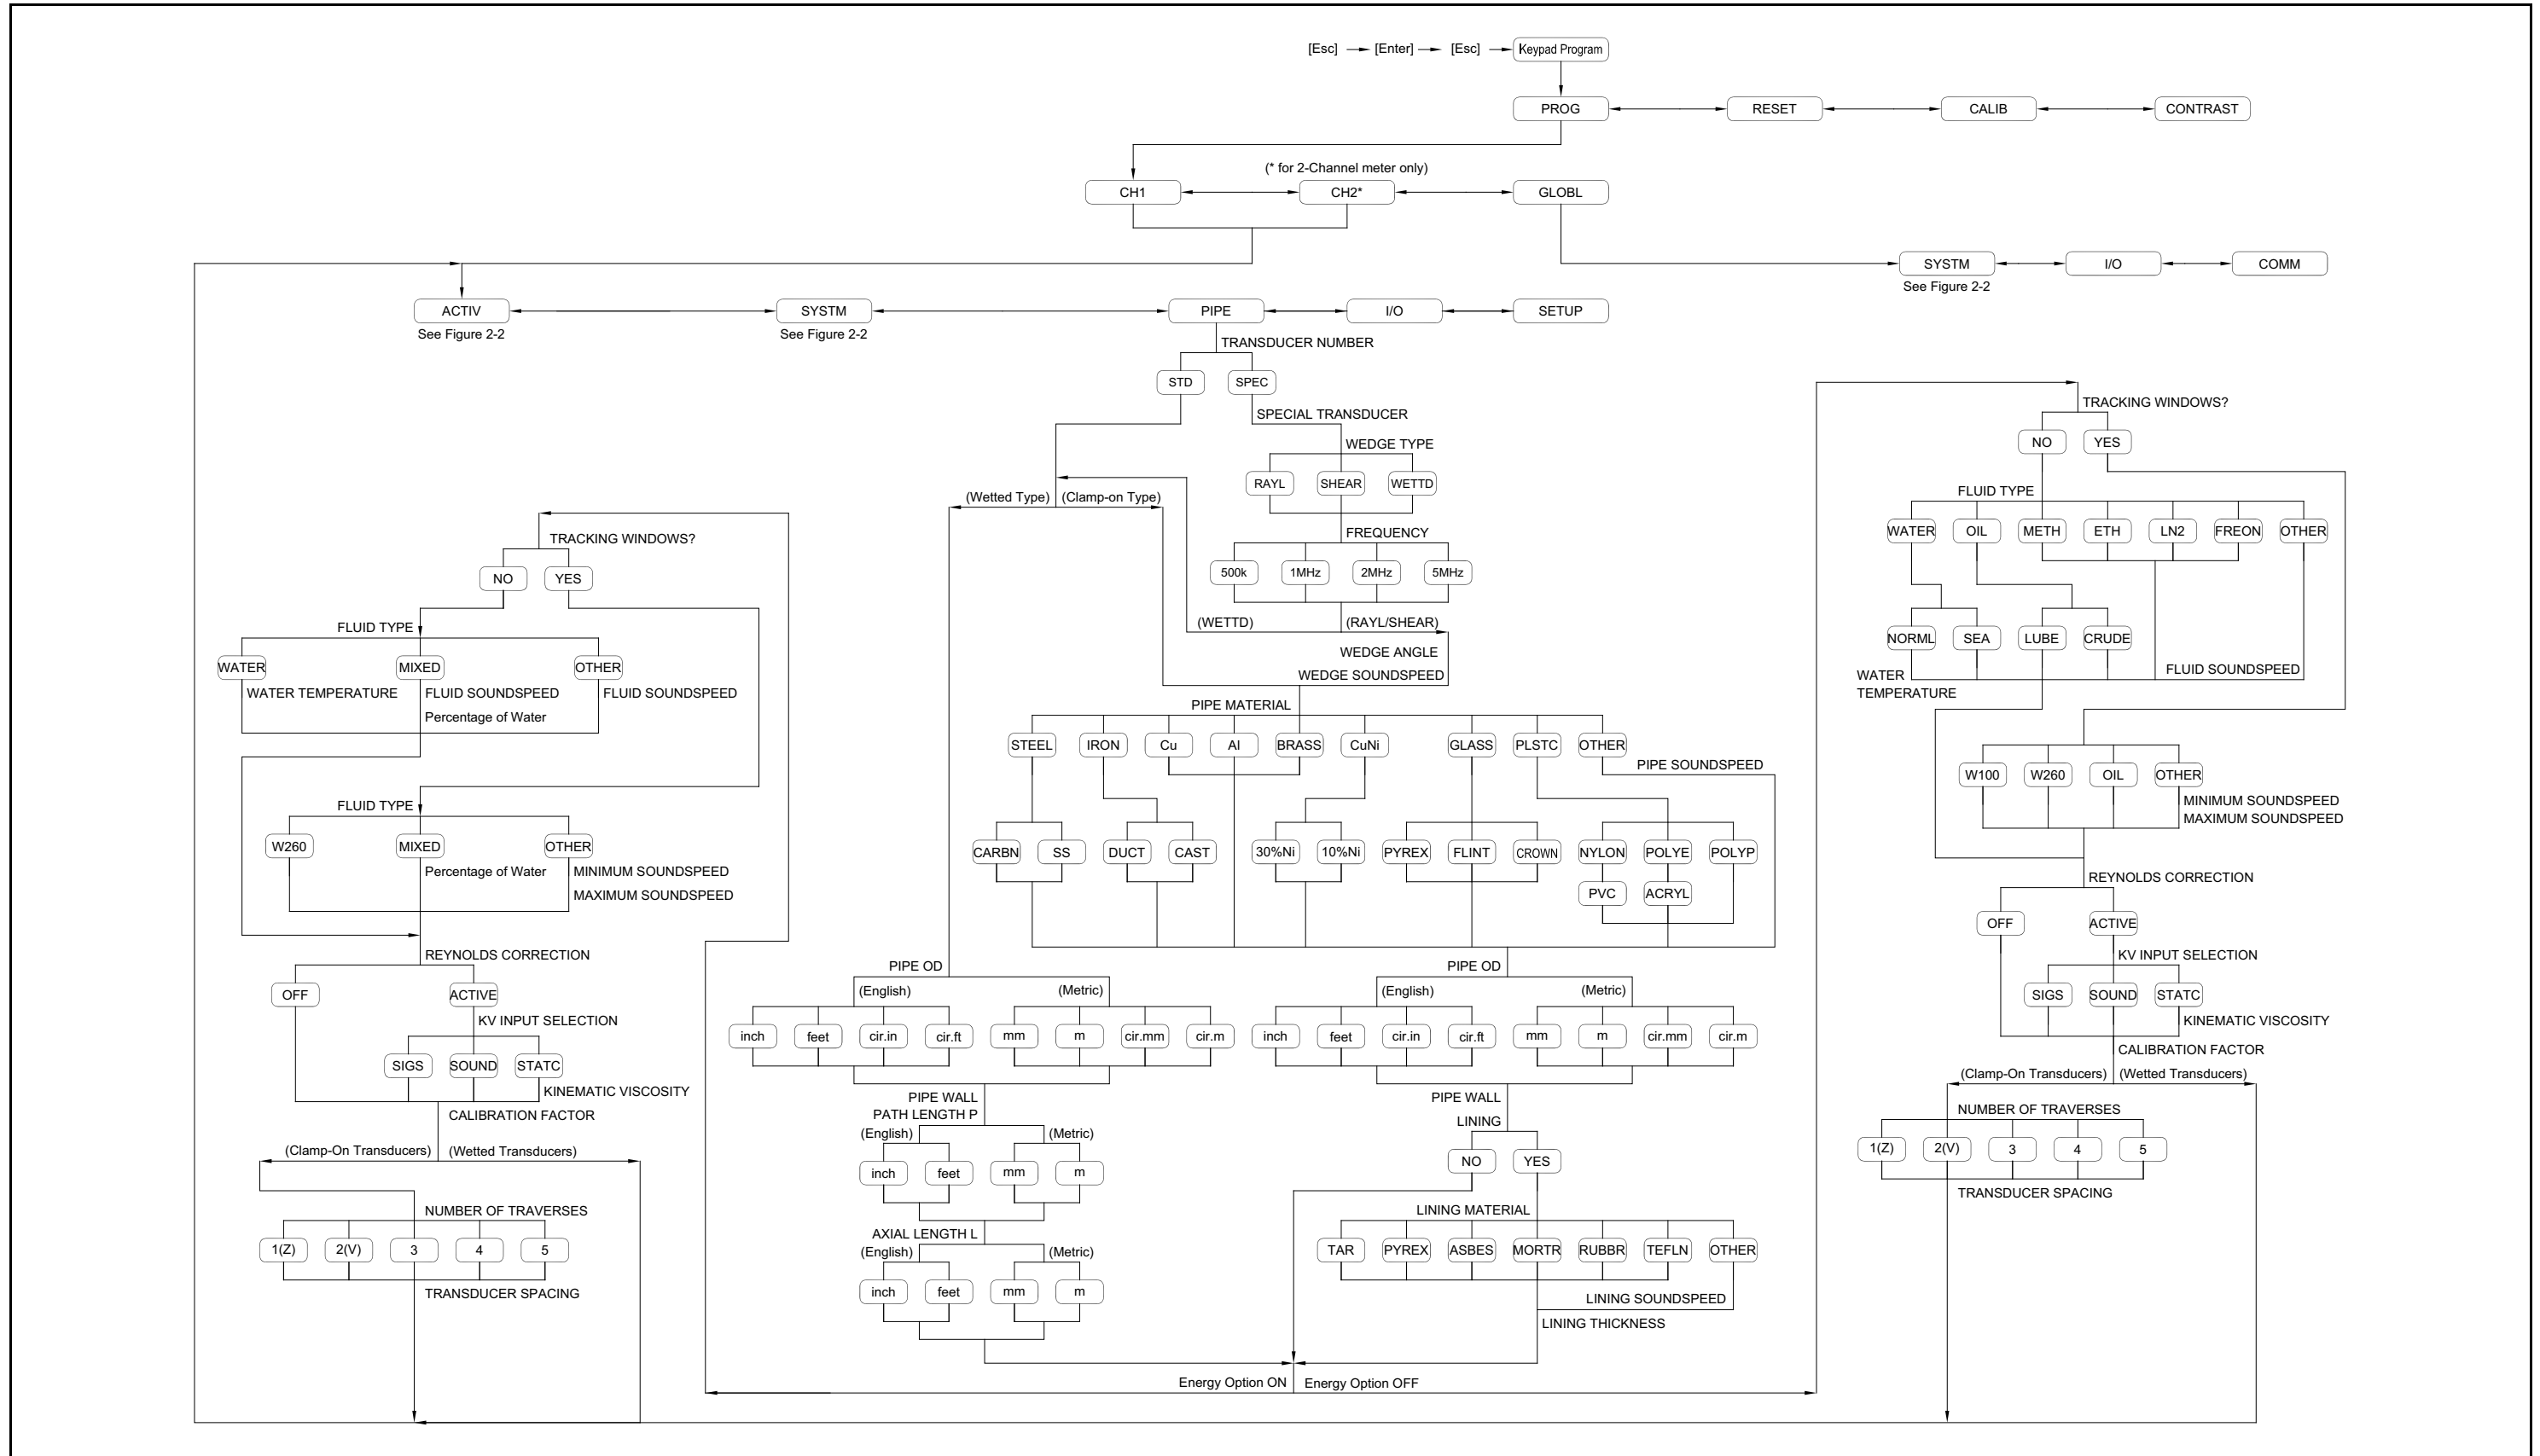 [Esc] [Enter] [Esc] Keypad Program
PROG RESET CALIB CONTRAST
(* for 2-Channel meter only)
CH1 CH2* GLOBL
SYSTM I/O COMM
See Figure 2-2
ACTIV SYSTM PIPE I/O SETUP
See Figure 2-2 See Figure 2-2
TRANSDUCER NUMBER
STD SPEC
SPECIAL TRANSDUCER
WEDGE TYPE
RAYL SHEAR WETTD
(Wetted Type) (Clamp-on Type)
FREQUENCY
500k 1MHz 2MHz 5MHz
(WETTD) (RAYL/SHEAR)
WEDGE ANGLE
WEDGE SOUNDSPEED
PIPE MATERIAL
STEEL IRON Cu Al BRASS CuNi GLASS PLSTC OTHER
PIPE SOUNDSPEED
CARBN SS DUCT CAST 30%Ni 10%Ni PYREX FLINT CROWN NYLON POLYE POLYP
PVC ACRYL
PIPE OD
(English) (Metric)
inch feet cir.in cir.ft mm m cir.mm cir.m
PIPE WALL
PATH LENGTH P
(English) (Metric)
inch feet mm m
AXIAL LENGTH L
(English) (Metric)
inch feet mm m
PIPE OD
(English) (Metric)
inch feet cir.in cir.ft mm m cir.mm cir.m
PIPE WALL
LINING
NO YES
LINING MATERIAL
TAR PYREX ASBES MORTR RUBBR TEFLN OTHER
LINING SOUNDSPEED
LINING THICKNESS
Energy Option ON Energy Option OFF
TRACKING WINDOWS?
NO YES
FLUID TYPE
WATER MIXED OTHER
WATER TEMPERATURE FLUID SOUNDSPEED FLUID SOUNDSPEED
Percentage of Water
FLUID TYPE
W260 MIXED OTHER
Percentage of Water MINIMUM SOUNDSPEED
MAXIMUM SOUNDSPEED
REYNOLDS CORRECTION
OFF ACTIVE
KV INPUT SELECTION
SIGS SOUND STATC
KINEMATIC VISCOSITY
CALIBRATION FACTOR
(Clamp-On Transducers) (Wetted Transducers)
NUMBER OF TRAVERSES
1(Z) 2(V) 3 4 5
TRANSDUCER SPACING
TRACKING WINDOWS?
NO YES
FLUID TYPE
WATER OIL METH ETH LN2 FREON OTHER
NORML SEA LUBE CRUDE
WATER FLUID SOUNDSPEED
TEMPERATURE
W100 W260 OIL OTHER
MINIMUM SOUNDSPEED
MAXIMUM SOUNDSPEED
REYNOLDS CORRECTION
OFF ACTIVE
KV INPUT SELECTION
SIGS SOUND STATC
KINEMATIC VISCOSITY
CALIBRATION FACTOR
(Clamp-On Transducers) (Wetted Transducers)
NUMBER OF TRAVERSES
1(Z) 2(V) 3 4 5
TRANSDUCER SPACING